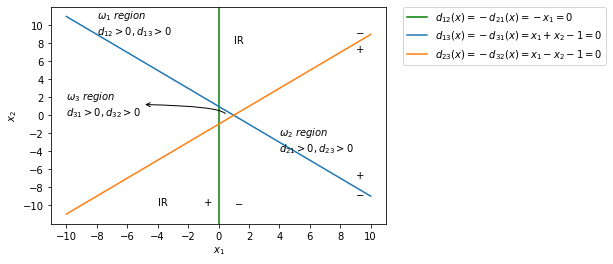 ω₁ region
d₁₂ > 0, d₁₃ > 0
IR
−
+
ω₃ region
d₃₁ > 0, d₃₂ > 0
ω₂ region
d₂₁ > 0, d₂₃ > 0
+
−
IR
+
−
12
10
8
6
4
2
0
−2
−4
−6
−8
−10
x₂
−10 −8 −6 −4 −2 0 2 4 6 8 10
x₁
d₁₂(x) = −d₂₁(x) = −x₁ = 0
d₁₃(x) = −d₃₁(x) = x₁ + x₂ − 1 = 0
d₂₃(x) = −d₃₂(x) = x₁ − x₂ − 1 = 0